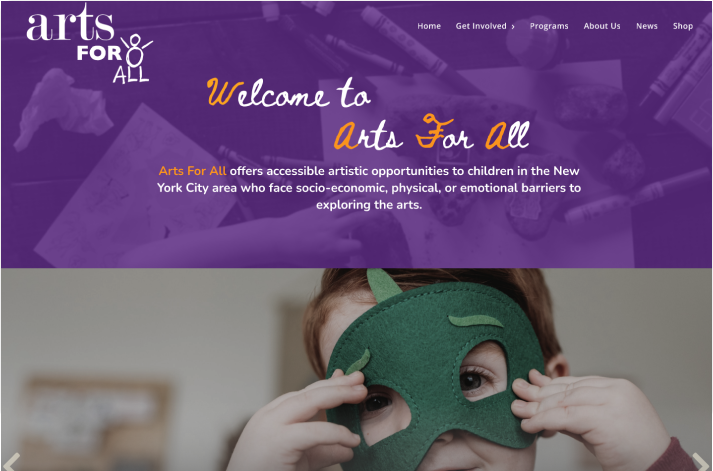 arts
FOR
ALL
Home Get Involved › Programs About Us News Shop
Welcome to
Arts For All
Arts For All offers accessible artistic opportunities to children in the New
York City area who face socio-economic, physical, or emotional barriers to
exploring the arts.